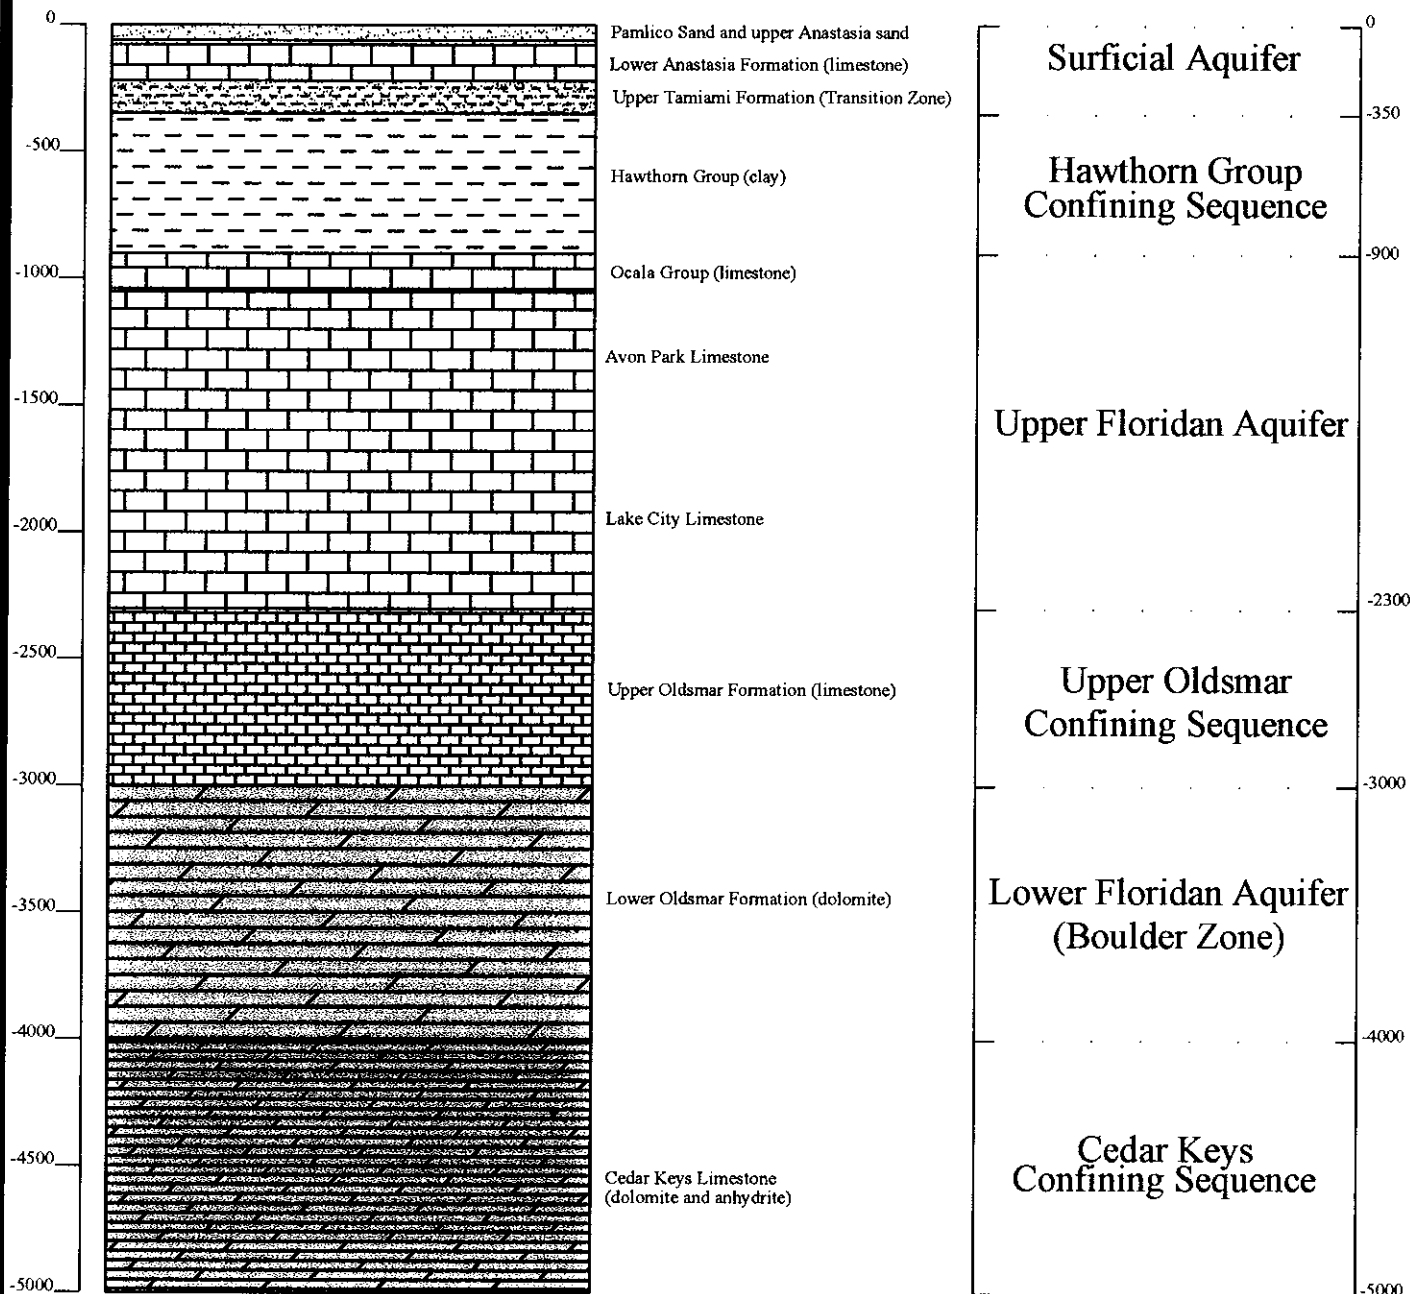 0
-500
-1000
-1500
-2000
-2500
-3000
-3500
-4000
-4500
-5000
Pamlico Sand and upper Anastasia sand
Lower Anastasia Formation (limestone)
Upper Tamiami Formation (Transition Zone)
Hawthorn Group (clay)
Ocala Group (limestone)
Avon Park Limestone
Lake City Limestone
Upper Oldsmar Formation (limestone)
Lower Oldsmar Formation (dolomite)
Cedar Keys Limestone
(dolomite and anhydrite)
Surficial Aquifer
Hawthorn Group
Confining Sequence
Upper Floridan Aquifer
Upper Oldsmar
Confining Sequence
Lower Floridan Aquifer
(Boulder Zone)
Cedar Keys
Confining Sequence
0
-350
-900
-2300
-3000
-4000
-5000